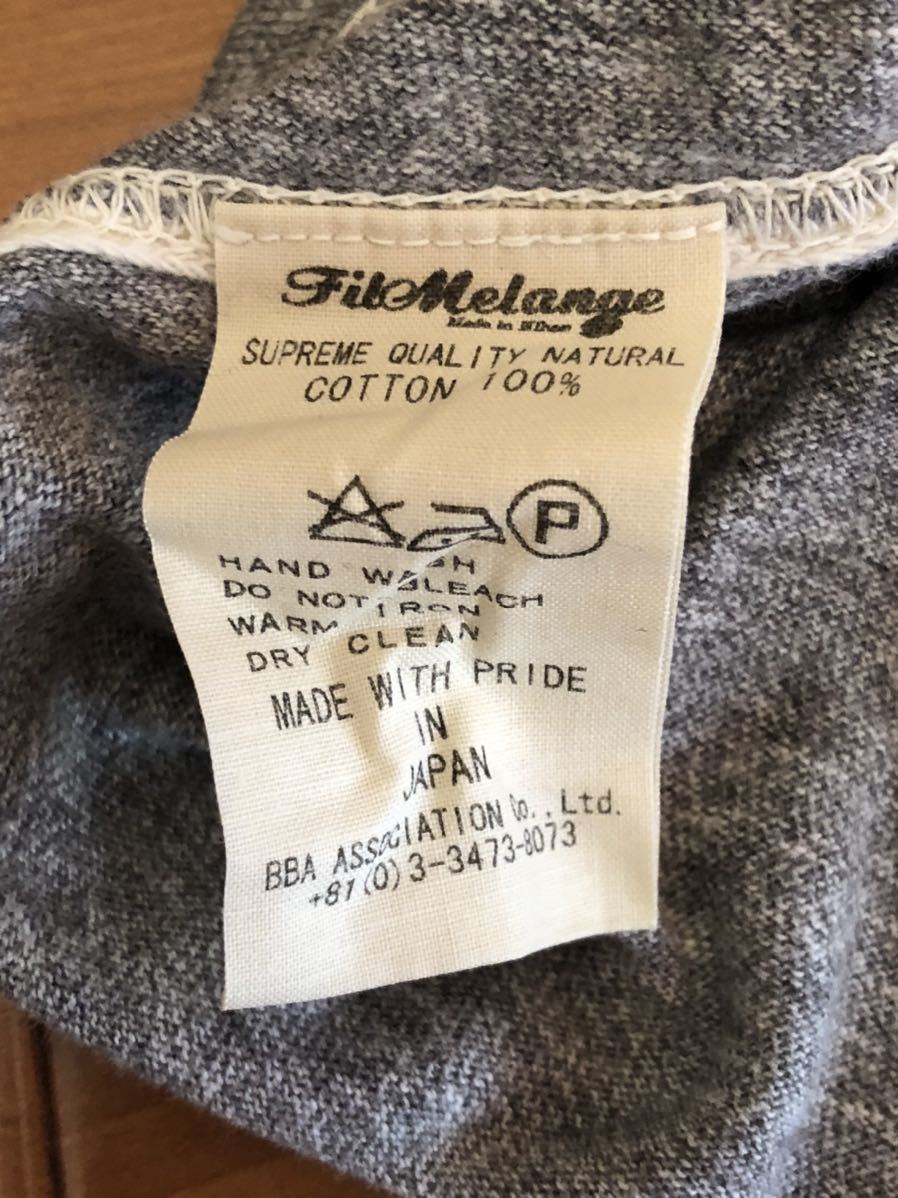 FilMelange
Made in Nihon
SUPREME QUALITY NATURAL
COTTON 100%
P
HAND WASH
DO NOT BLEACH
WARM IRON
DRY CLEAN
MADE WITH PRIDE
IN
JAPAN
BBA ASSOCIATION Co.,Ltd.
+81(0)3-3473-8073